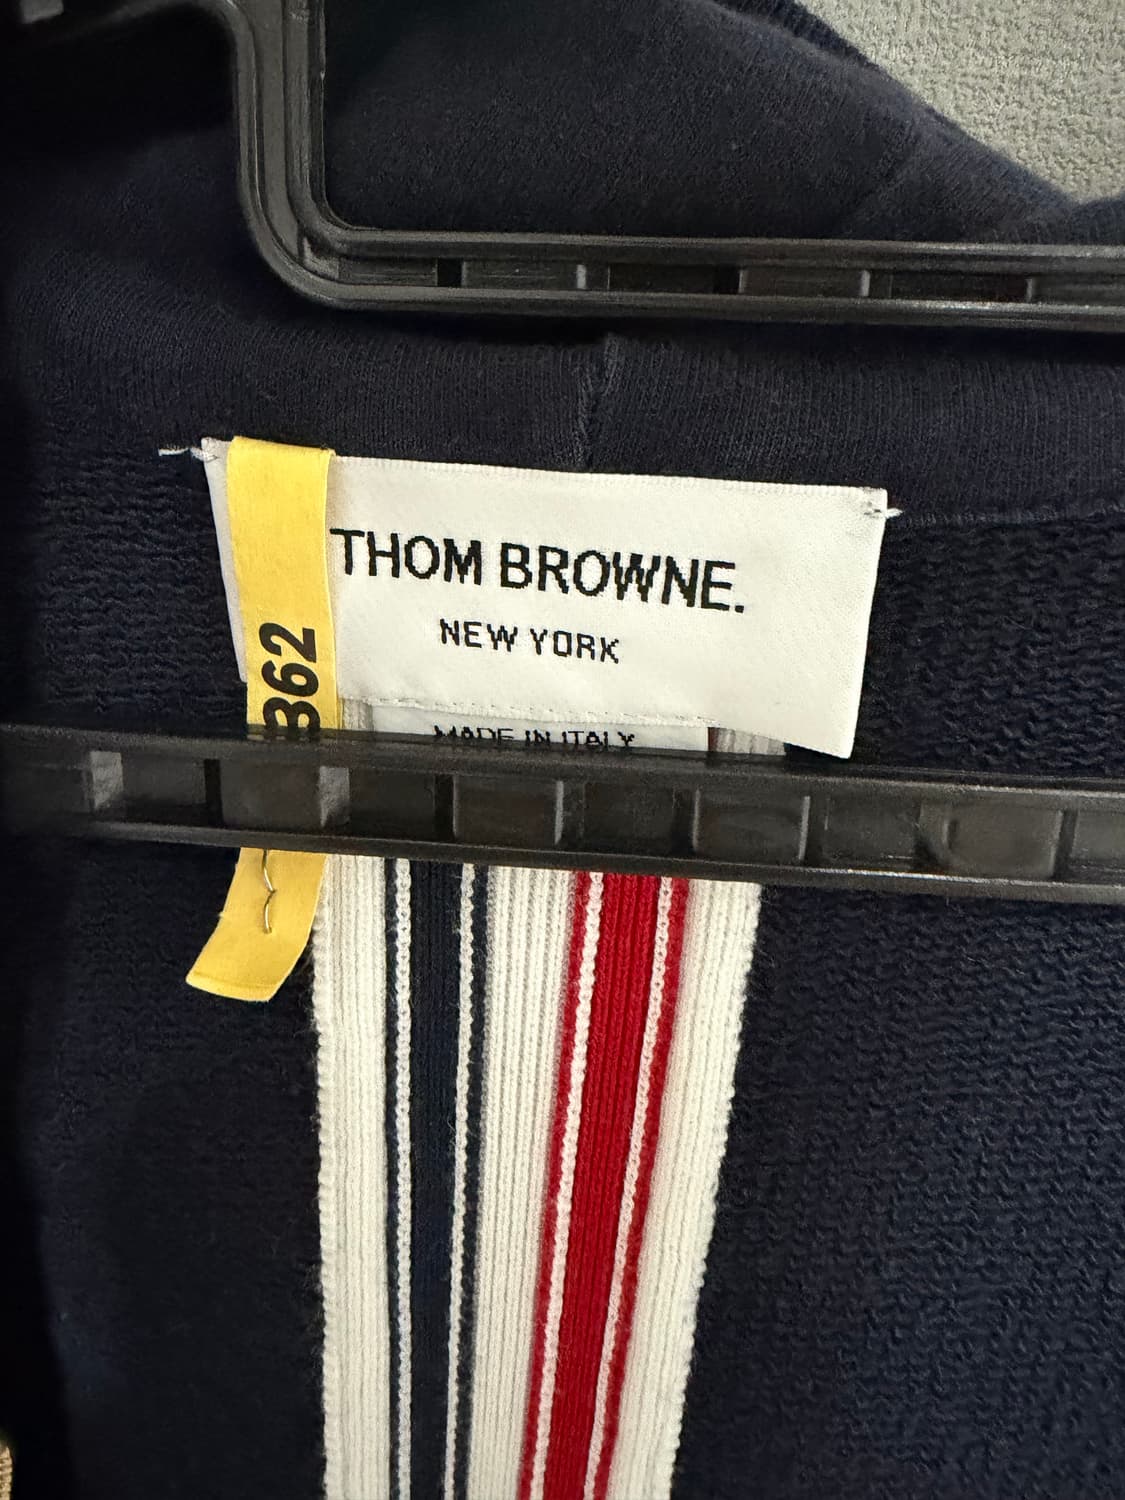 THOM BROWNE.
NEW YORK
MADE IN ITALY
362